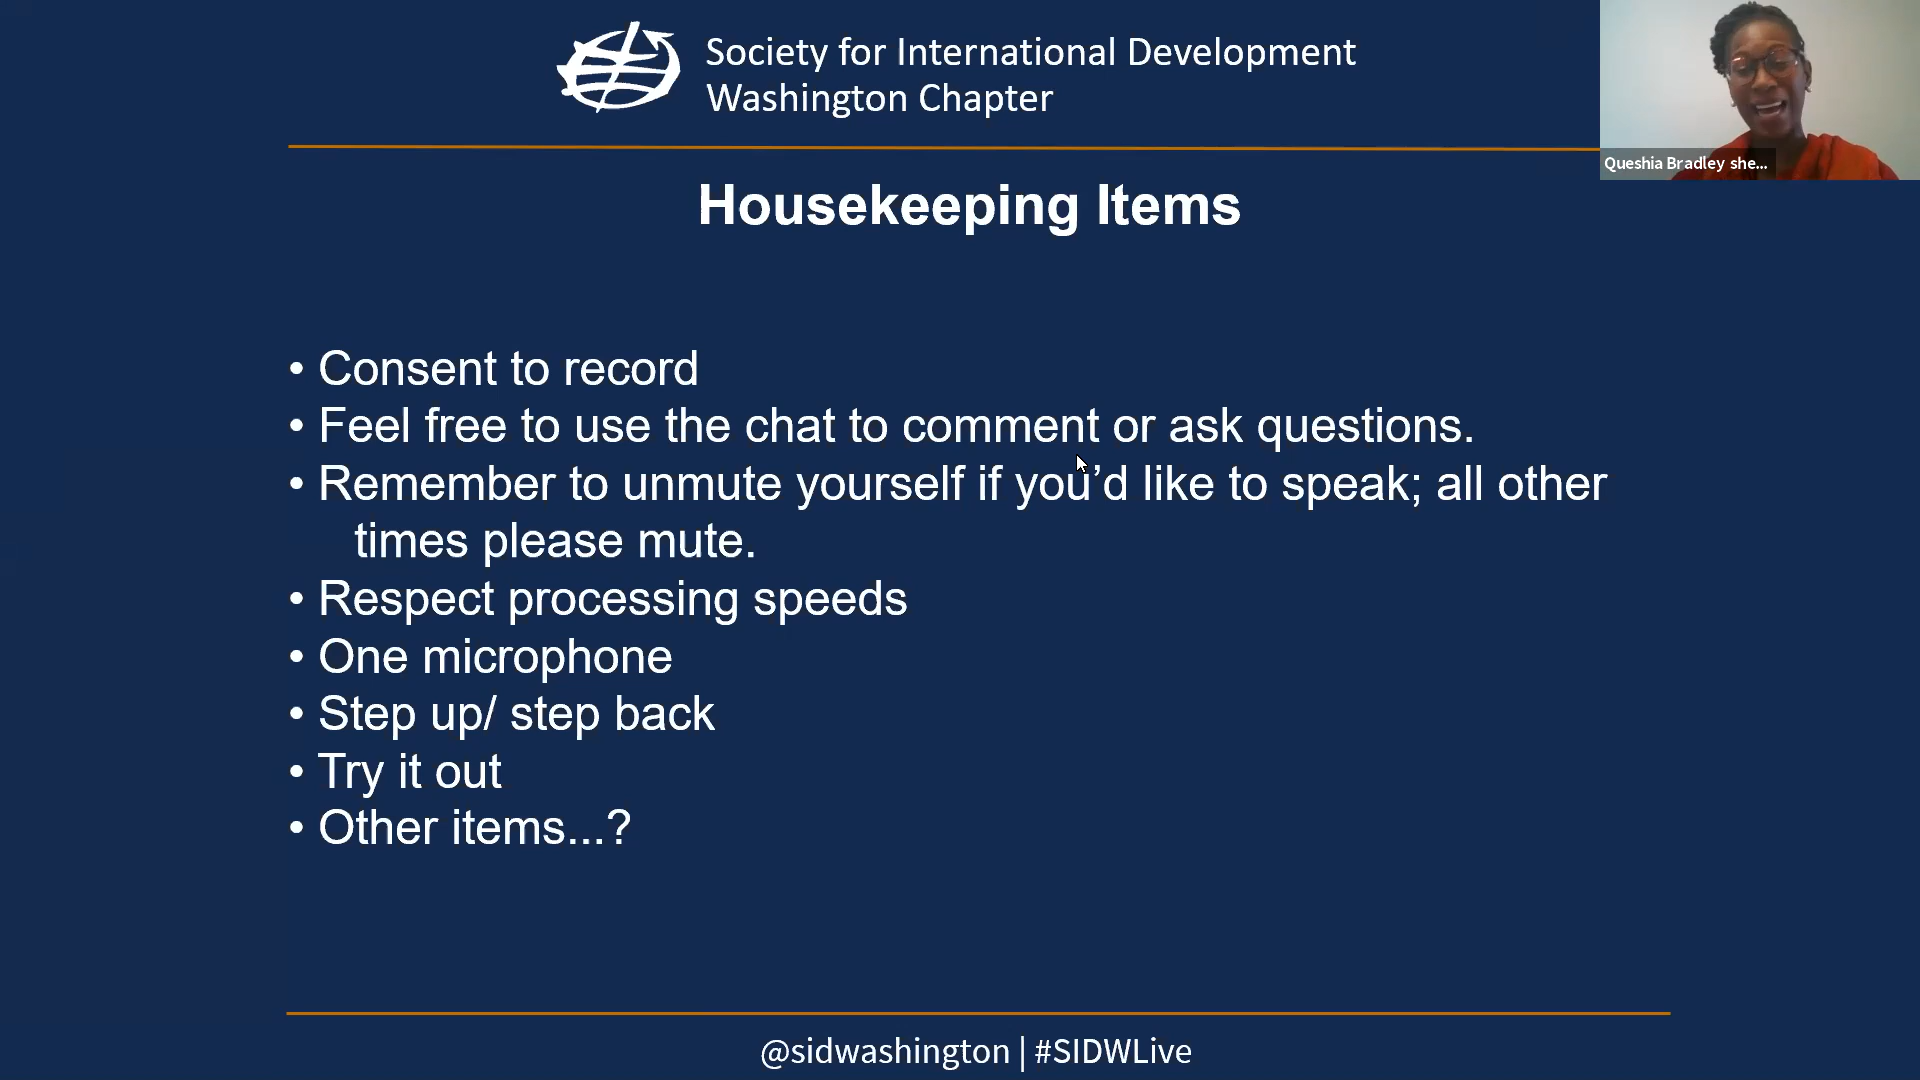 Society for International Development
Washington Chapter
Queshia Bradley she...
Housekeeping Items
• Consent to record
• Feel free to use the chat to comment or ask questions.
• Remember to unmute yourself if you’d like to speak; all other
times please mute.
• Respect processing speeds
• One microphone
• Step up/ step back
• Try it out
• Other items...?
@sidwashington | #SIDWLive